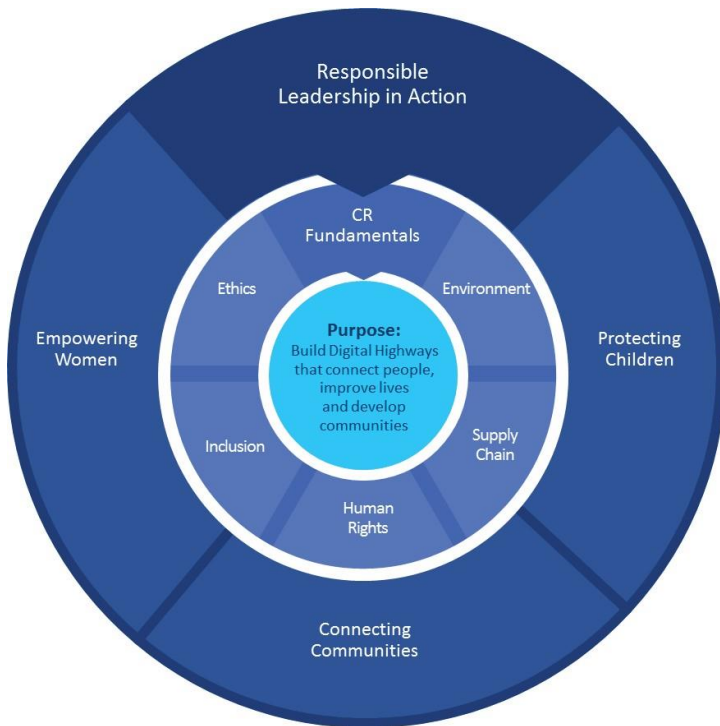 Responsible
Leadership in Action
CR
Fundamentals
Ethics
Environment
Purpose:
Build Digital Highways
that connect people,
improve lives
and develop
communities
Empowering
Women
Protecting
Children
Inclusion
Supply
Chain
Human
Rights
Connecting
Communities